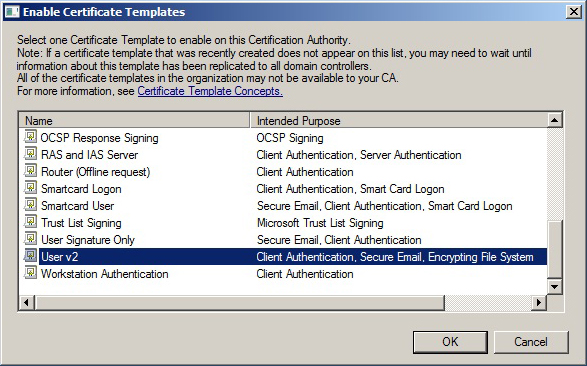 Enable Certificate Templates
Select one Certificate Template to enable on this Certification Authority.
Note: If a certificate template that was recently created does not appear on this list, you may need to wait until
information about this template has been replicated to all domain controllers.
All of the certificate templates in the organization may not be available to your CA.
For more information, see Certificate Template Concepts.
Name Intended Purpose
OCSP Response Signing OCSP Signing
RAS and IAS Server Client Authentication, Server Authentication
Router (Offline request) Client Authentication
Smartcard Logon Client Authentication, Smart Card Logon
Smartcard User Secure Email, Client Authentication, Smart Card Logon
Trust List Signing Microsoft Trust List Signing
User Signature Only Secure Email, Client Authentication
User v2 Client Authentication, Secure Email, Encrypting File System
Workstation Authentication Client Authentication
OK Cancel